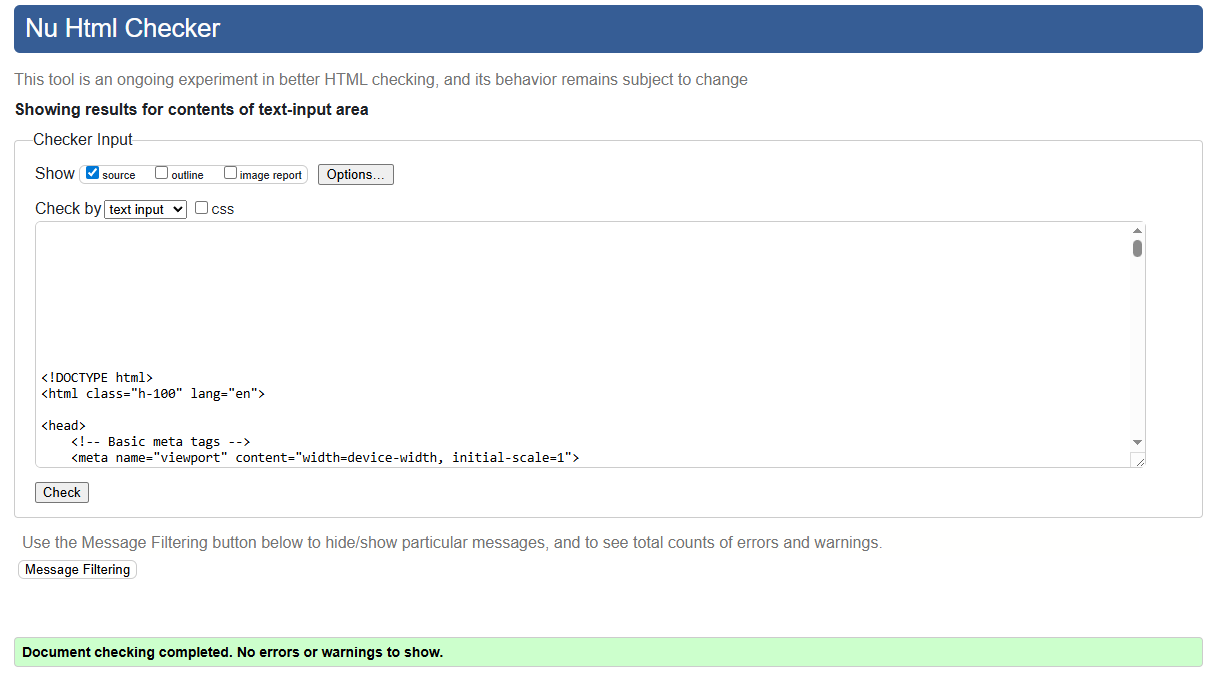 Nu Html Checker
This tool is an ongoing experiment in better HTML checking, and its behavior remains subject to change
Showing results for contents of text-input area
Checker Input
Show source outline image report Options...
Check by text input CSS
<!DOCTYPE html>
<html class="h-100" lang="en">
<head>
<!-- Basic meta tags -->
<meta name="viewport" content="width=device-width, initial-scale=1">
Check
Use the Message Filtering button below to hide/show particular messages, and to see total counts of errors and warnings.
Message Filtering
Document checking completed. No errors or warnings to show.